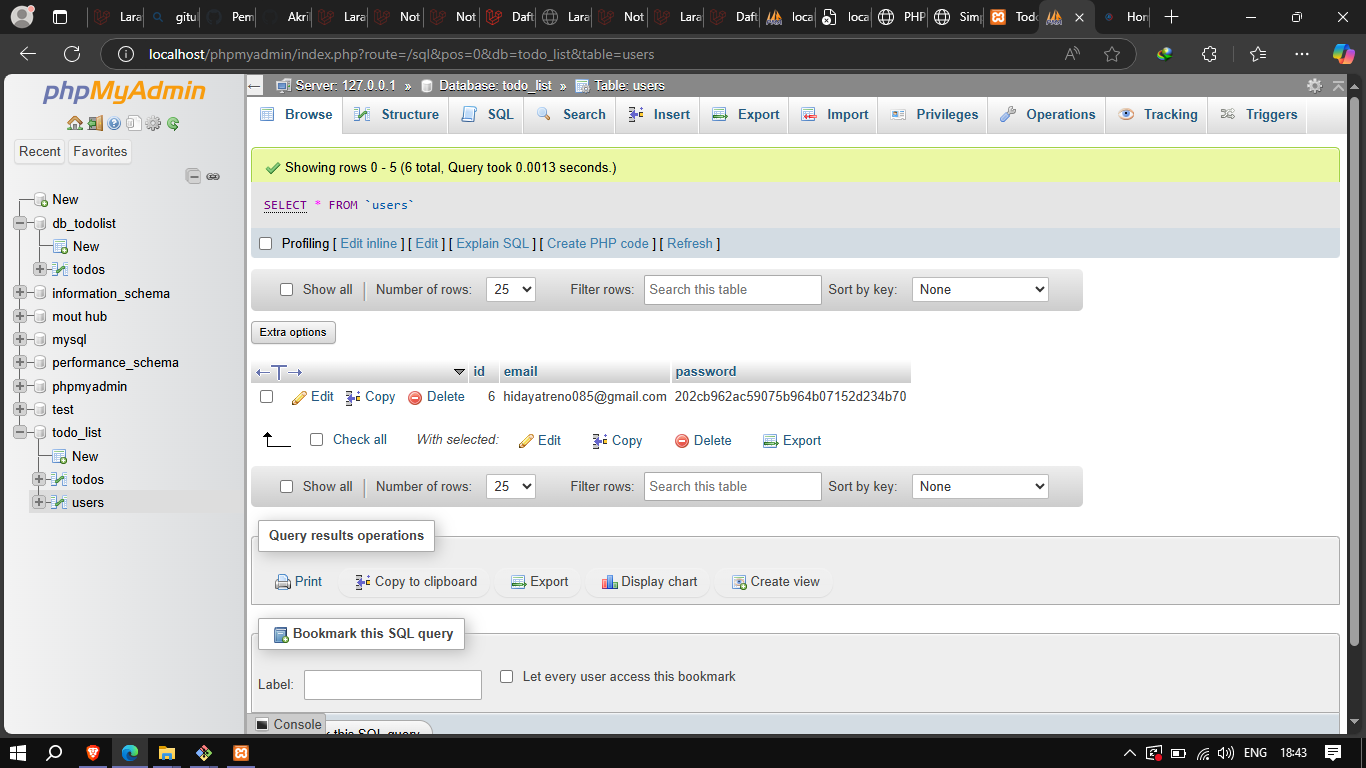 Lara
gitu
Pem
Akril
Lara
Not
Not
Daft
Lara
Not
Lara
Daft
loca
loca
PHP
Simp
Todo
Hon
localhost/phpmyadmin/index.php?route=/sql&pos=0&db=todo_list&table=users
phpMyAdmin
Recent Favorites
New
db_todolist
New
todos
information_schema
mout hub
mysql
performance_schema
phpmyadmin
test
todo_list
New
todos
users
Server: 127.0.0.1 » Database: todo_list » Table: users
Browse Structure SQL Search Insert Export Import Privileges Operations Tracking Triggers
Showing rows 0 - 5 (6 total, Query took 0.0013 seconds.)
SELECT * FROM `users`
Profiling [ Edit inline ] [ Edit ] [ Explain SQL ] [ Create PHP code ] [ Refresh ]
Show all | Number of rows: 25 Filter rows: Search this table Sort by key: None
Extra options
←T→ id email password
Edit Copy Delete 6 hidayatreno085@gmail.com 202cb962ac59075b964b07152d234b70
Check all With selected: Edit Copy Delete Export
Show all | Number of rows: 25 Filter rows: Search this table Sort by key: None
Query results operations
Print Copy to clipboard Export Display chart Create view
Bookmark this SQL query
Label: Let every user access this bookmark
Console
k this SQL query
ENG 18:43